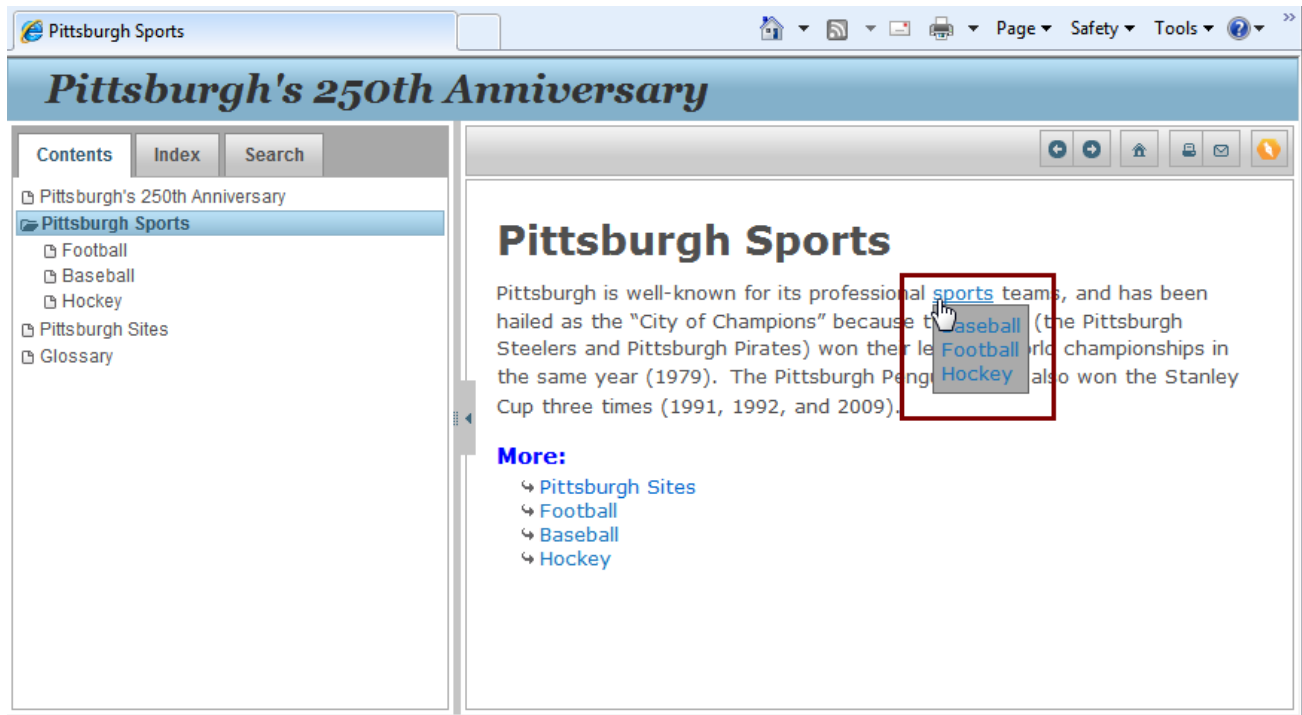 Pittsburgh Sports
Page Safety Tools
Pittsburgh's 250th Anniversary
Contents Index Search
Pittsburgh's 250th Anniversary
Pittsburgh Sports
Football
Baseball
Hockey
Pittsburgh Sites
Glossary
Pittsburgh Sports
Pittsburgh is well-known for its professional sports teams, and has been
hailed as the “City of Champions” because (the Pittsburgh
Steelers and Pittsburgh Pirates) won their championships in
the same year (1979). The Pittsburgh also won the Stanley
Cup three times (1991, 1992, and 2009).
Baseball
Football
Hockey
More:
Pittsburgh Sites
Football
Baseball
Hockey